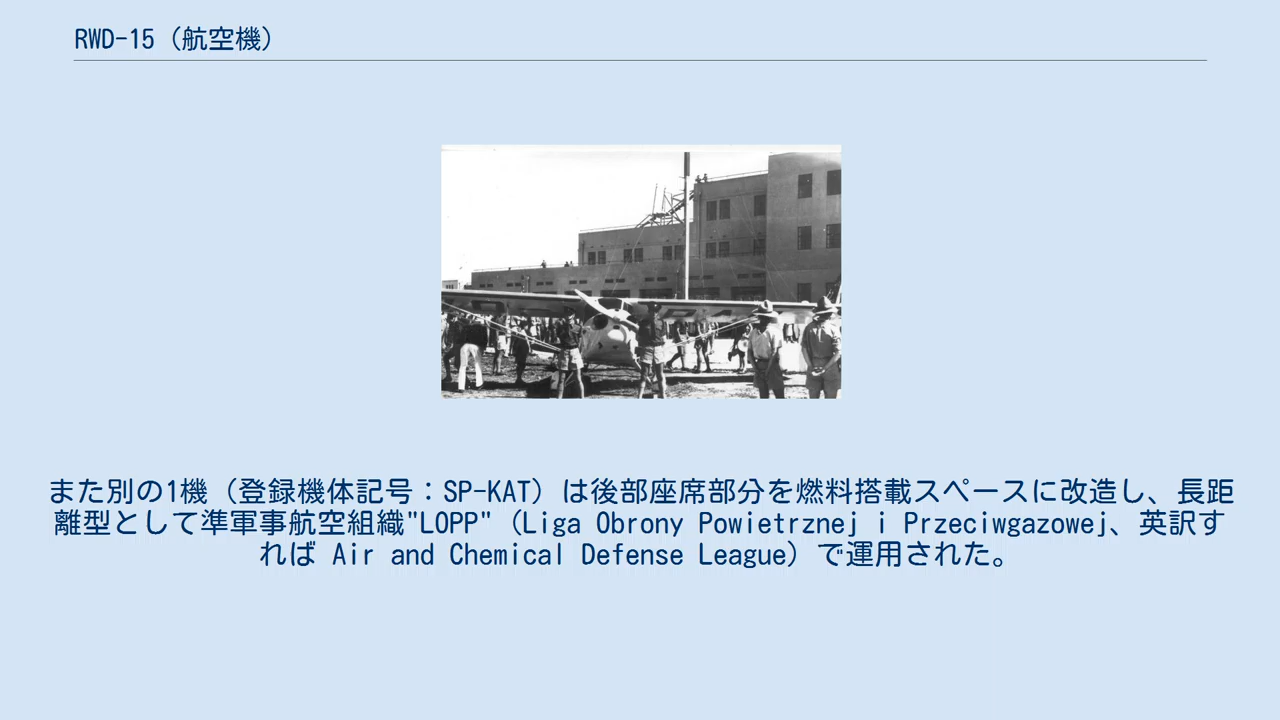 RWD-15（航空機）
また別の1機（登録機体記号：SP-KAT）は後部座席部分を燃料搭載スペースに改造し、長距
離型として準軍事航空組織"LOPP"（Liga Obrony Powietrznej i Przeciwgazowej、英訳す
れば Air and Chemical Defense League）で運用された。